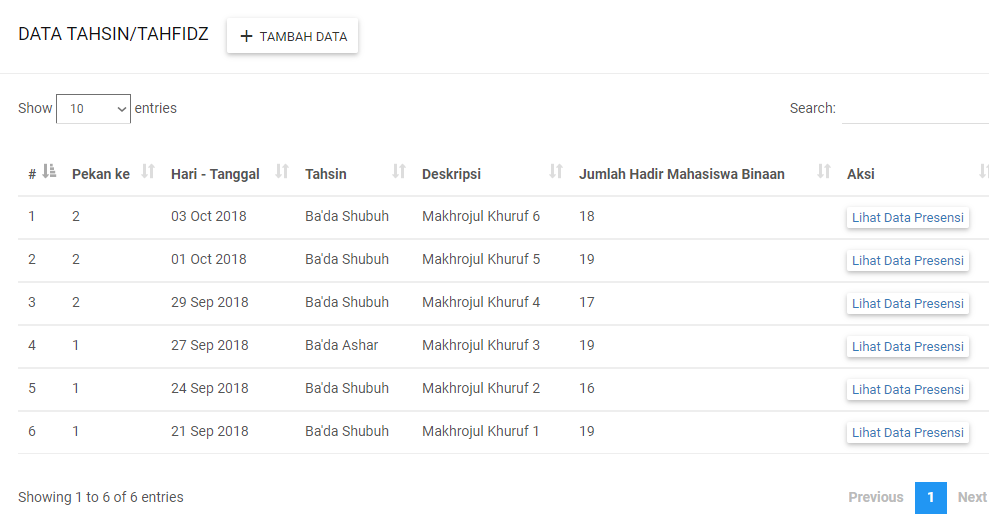 DATA TAHSIN/TAHFIDZ + TAMBAH DATA
Show 10 entries Search:
# Pekan ke Hari - Tanggal Tahsin Deskripsi Jumlah Hadir Mahasiswa Binaan Aksi
1 2 03 Oct 2018 Ba'da Shubuh Makhrojul Khuruf 6 18 Lihat Data Presensi
2 2 01 Oct 2018 Ba'da Shubuh Makhrojul Khuruf 5 19 Lihat Data Presensi
3 2 29 Sep 2018 Ba'da Shubuh Makhrojul Khuruf 4 17 Lihat Data Presensi
4 1 27 Sep 2018 Ba'da Ashar Makhrojul Khuruf 3 19 Lihat Data Presensi
5 1 24 Sep 2018 Ba'da Shubuh Makhrojul Khuruf 2 16 Lihat Data Presensi
6 1 21 Sep 2018 Ba'da Shubuh Makhrojul Khuruf 1 19 Lihat Data Presensi
Showing 1 to 6 of 6 entries Previous 1 Next